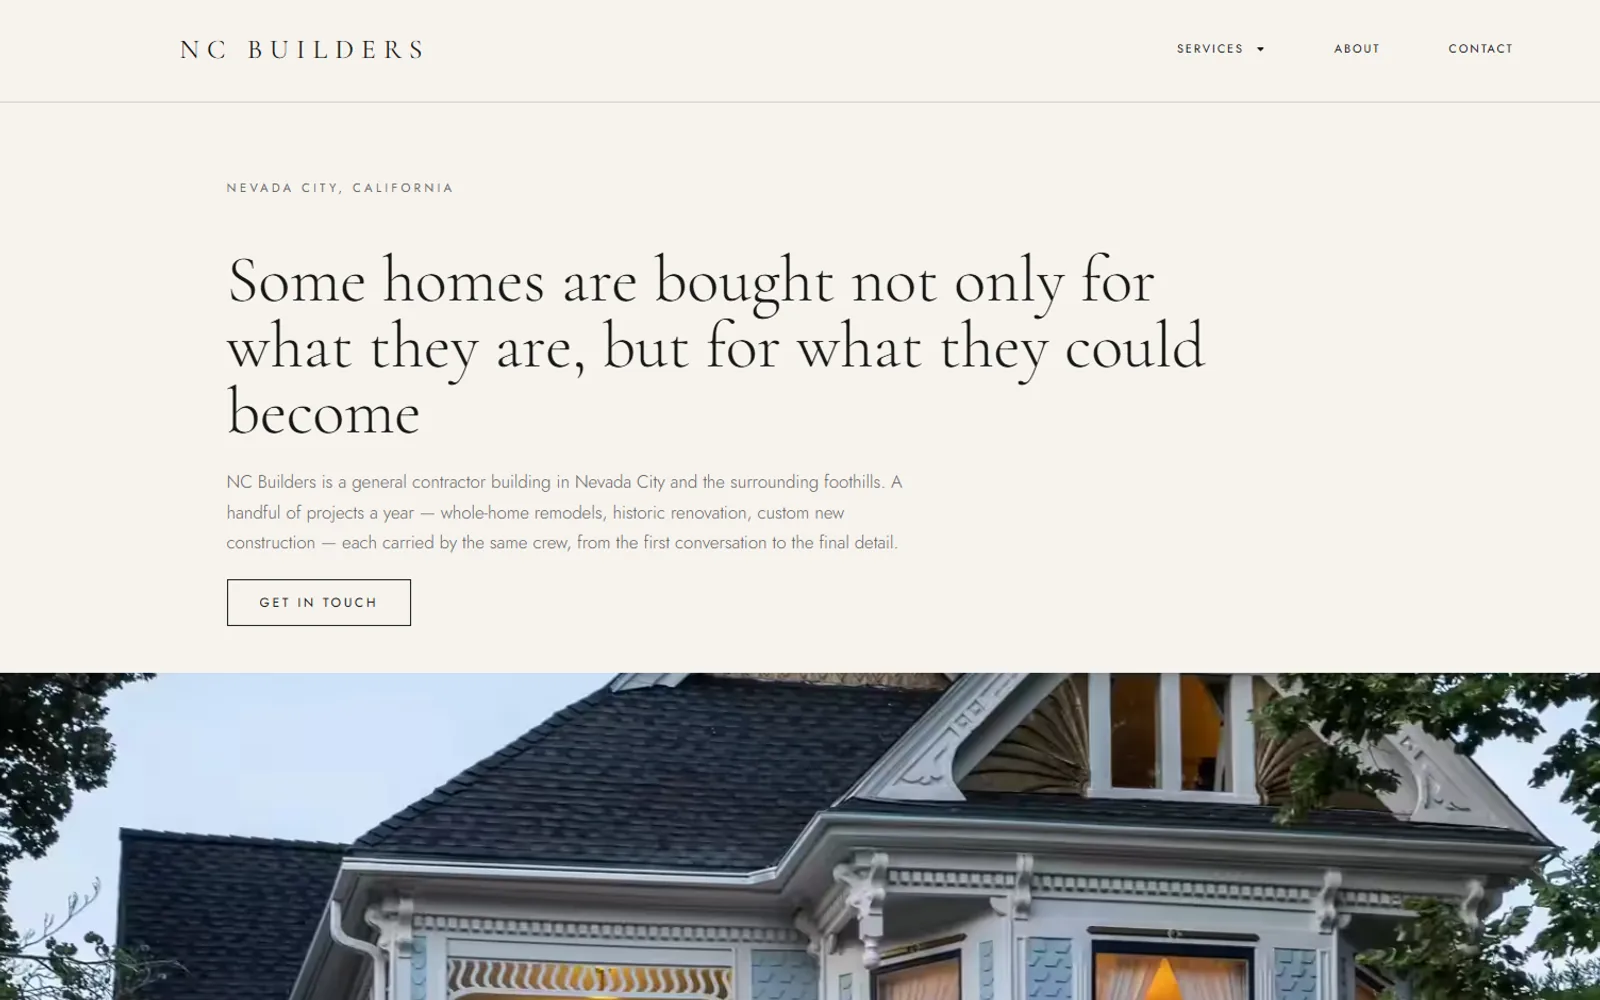 NC BUILDERS
SERVICES
ABOUT
CONTACT
NEVADA CITY, CALIFORNIA
Some homes are bought not only for
what they are, but for what they could
become
NC Builders is a general contractor building in Nevada City and the surrounding foothills. A
handful of projects a year — whole-home remodels, historic renovation, custom new
construction — each carried by the same crew, from the first conversation to the final detail.
GET IN TOUCH